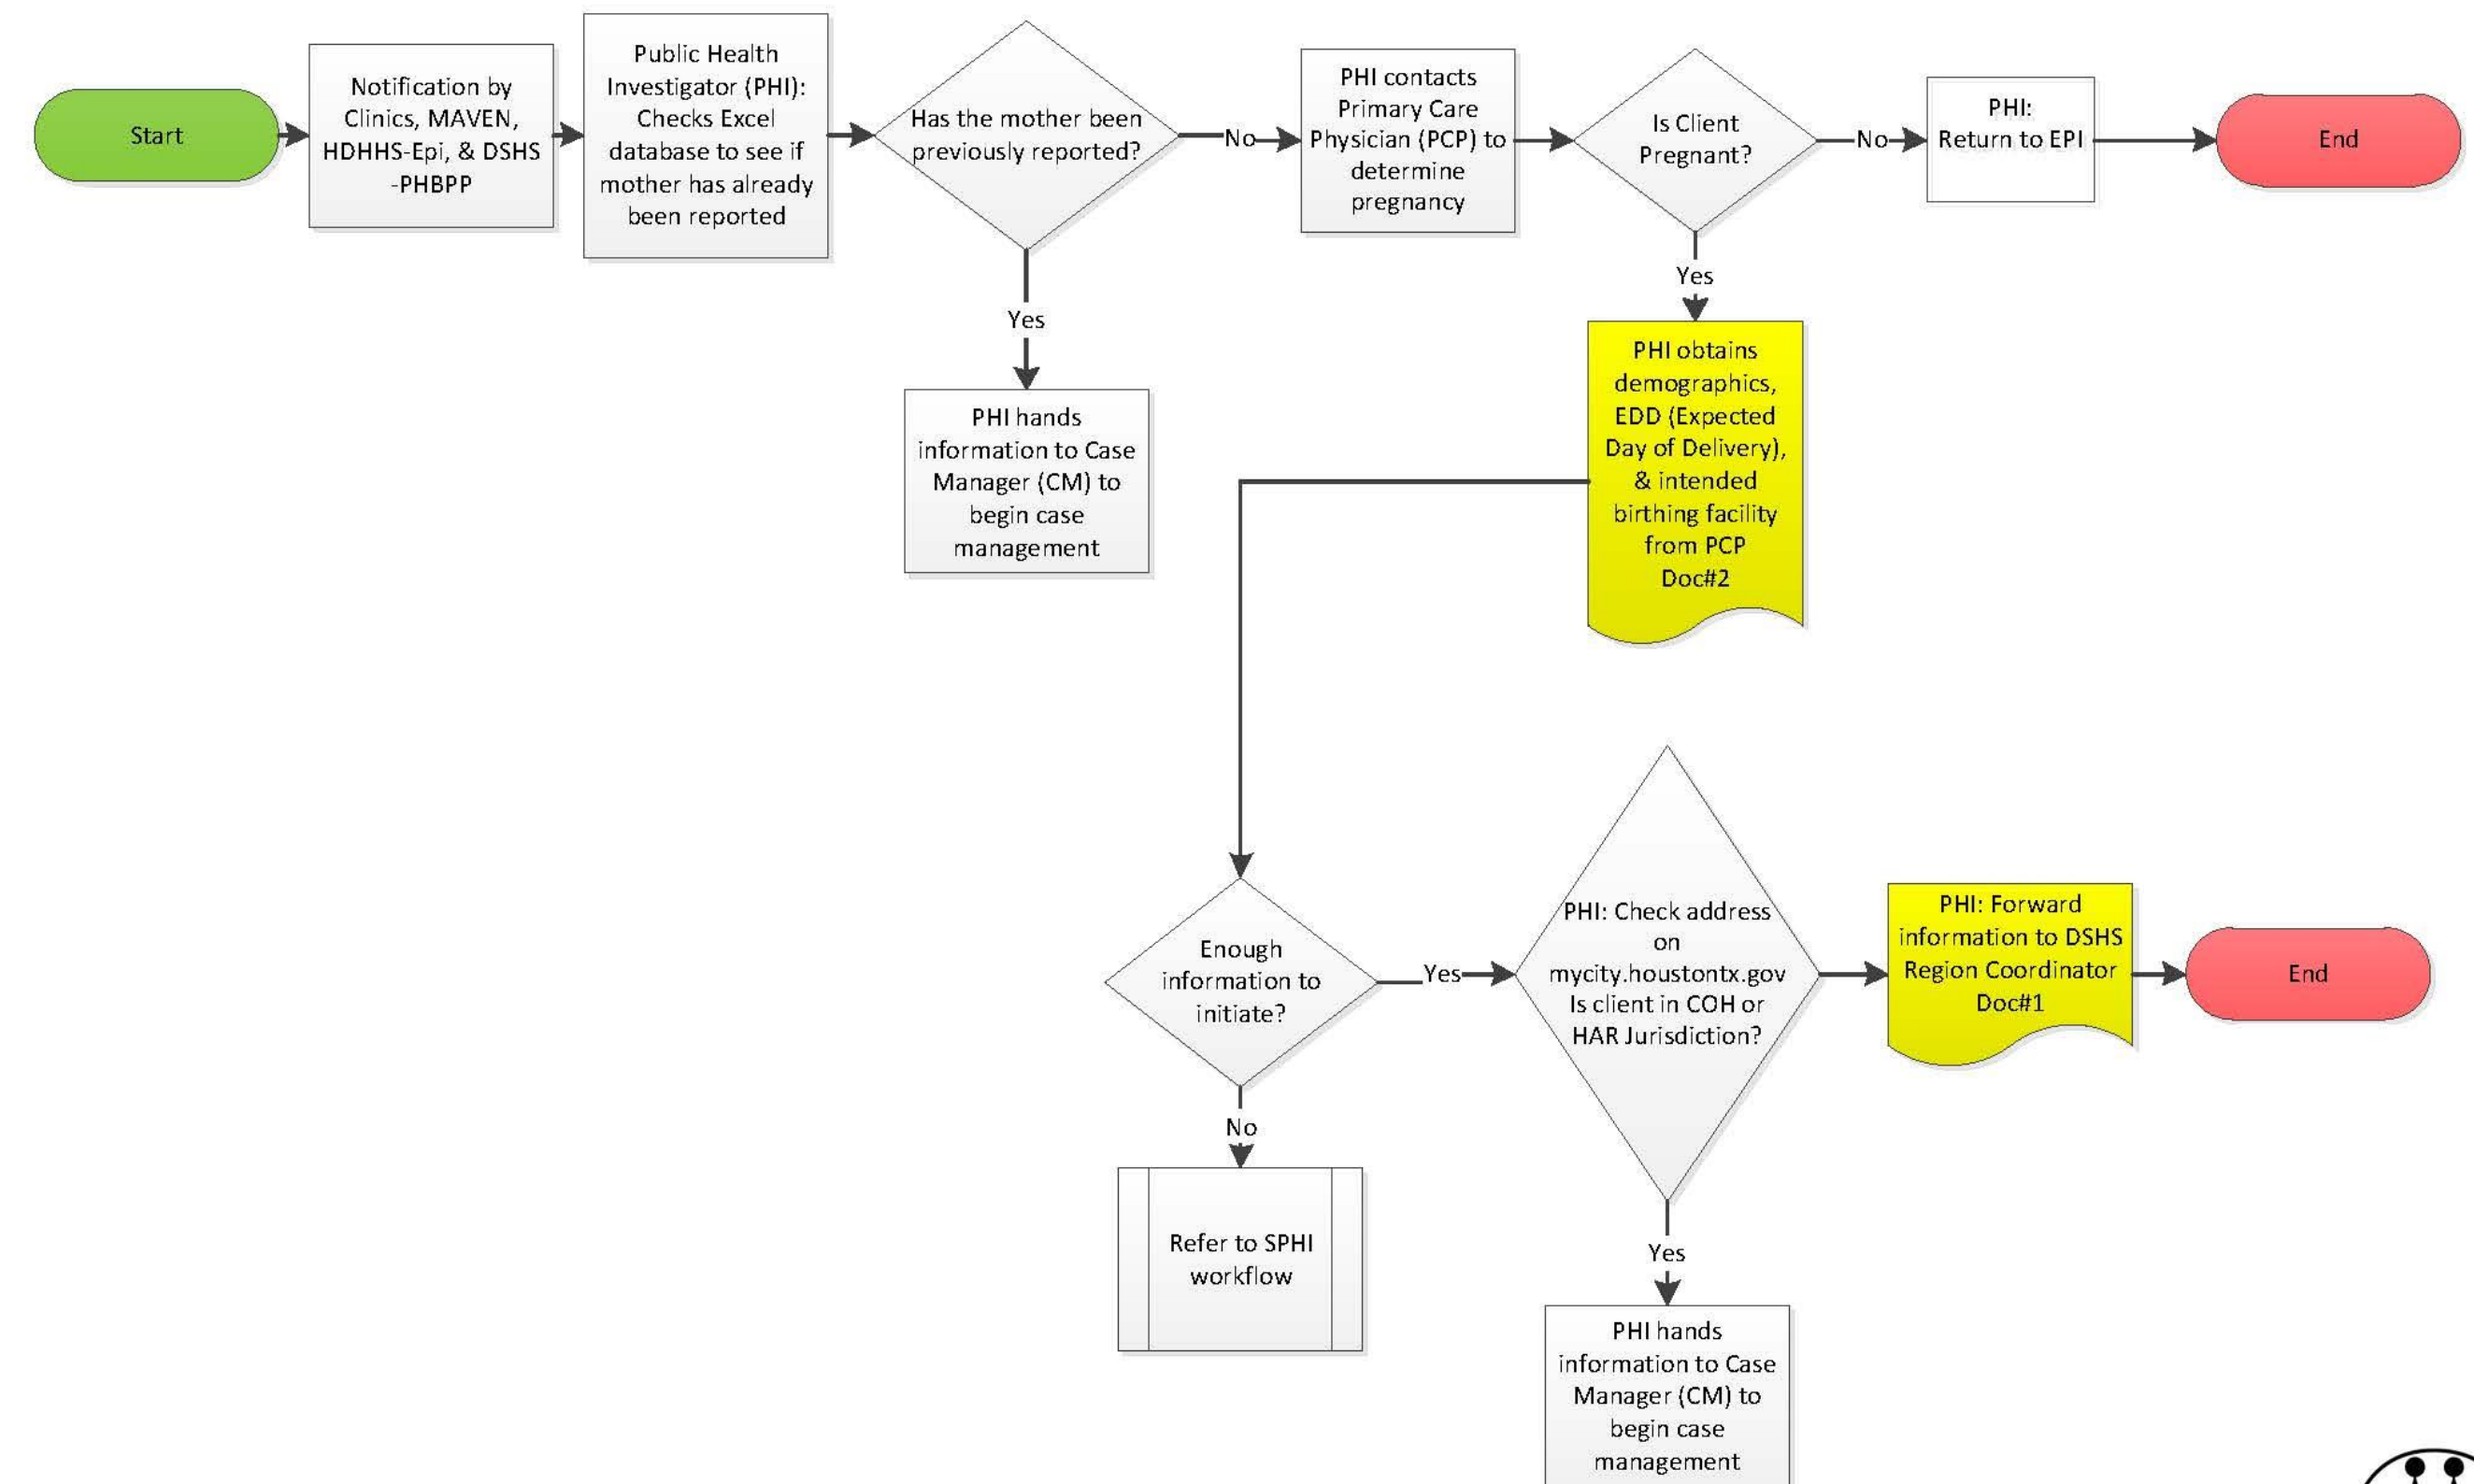 Start
Notification by
Clinics, MAVEN,
HDHHS-Epi, & DSHS
-PHBPP
Public Health
Investigator (PHI):
Checks Excel
database to see if
mother has already
been reported
Has the mother been
previously reported?
No
PHI contacts
Primary Care
Physician (PCP) to
determine
pregnancy
Is Client
Pregnant?
No
PHI:
Return to EPI
End
Yes
PHI hands
information to Case
Manager (CM) to
begin case
management
Yes
PHI obtains
demographics,
EDD (Expected
Day of Delivery),
& intended
birthing facility
from PCP
Doc#2
Enough
information to
initiate?
Yes
PHI: Check address
on
mycity.houstontx.gov
Is client in COH or
HAR Jurisdiction?
PHI: Forward
information to DSHS
Region Coordinator
Doc#1
End
No
Refer to SPHI
workflow
Yes
PHI hands
information to Case
Manager (CM) to
begin case
management